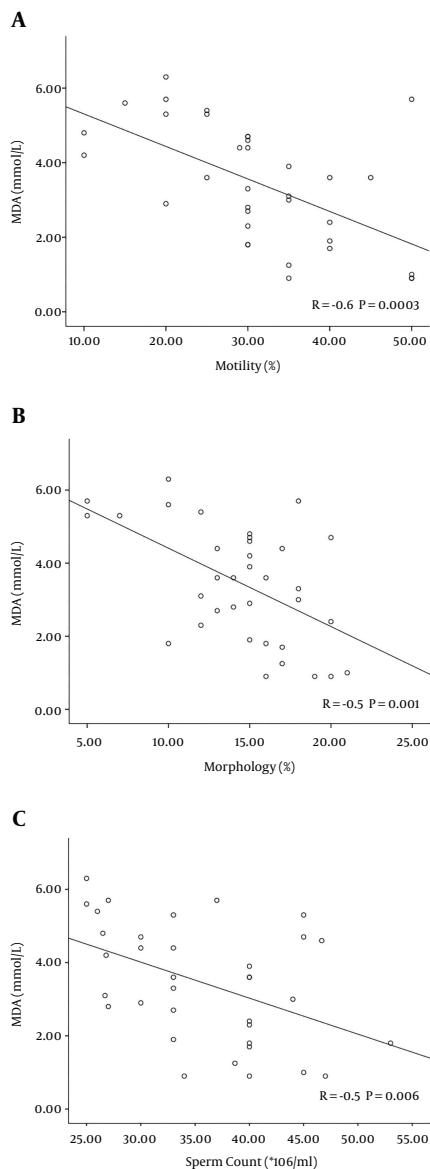 A
6.00
4.00
2.00
0.00
MDA (mmol/L)
R = -0.6 P = 0.0003
10.00 20.00 30.00 40.00 50.00
Motility (%)
B
6.00
4.00
2.00
0.00
MDA (mmol/L)
R = -0.5 P = 0.001
5.00 10.00 15.00 20.00 25.00
Morphology (%)
C
6.00
4.00
2.00
0.00
MDA (mmol/L)
R = -0.5 P = 0.006
25.00 30.00 35.00 40.00 45.00 50.00 55.00
Sperm Count (*106/ml)